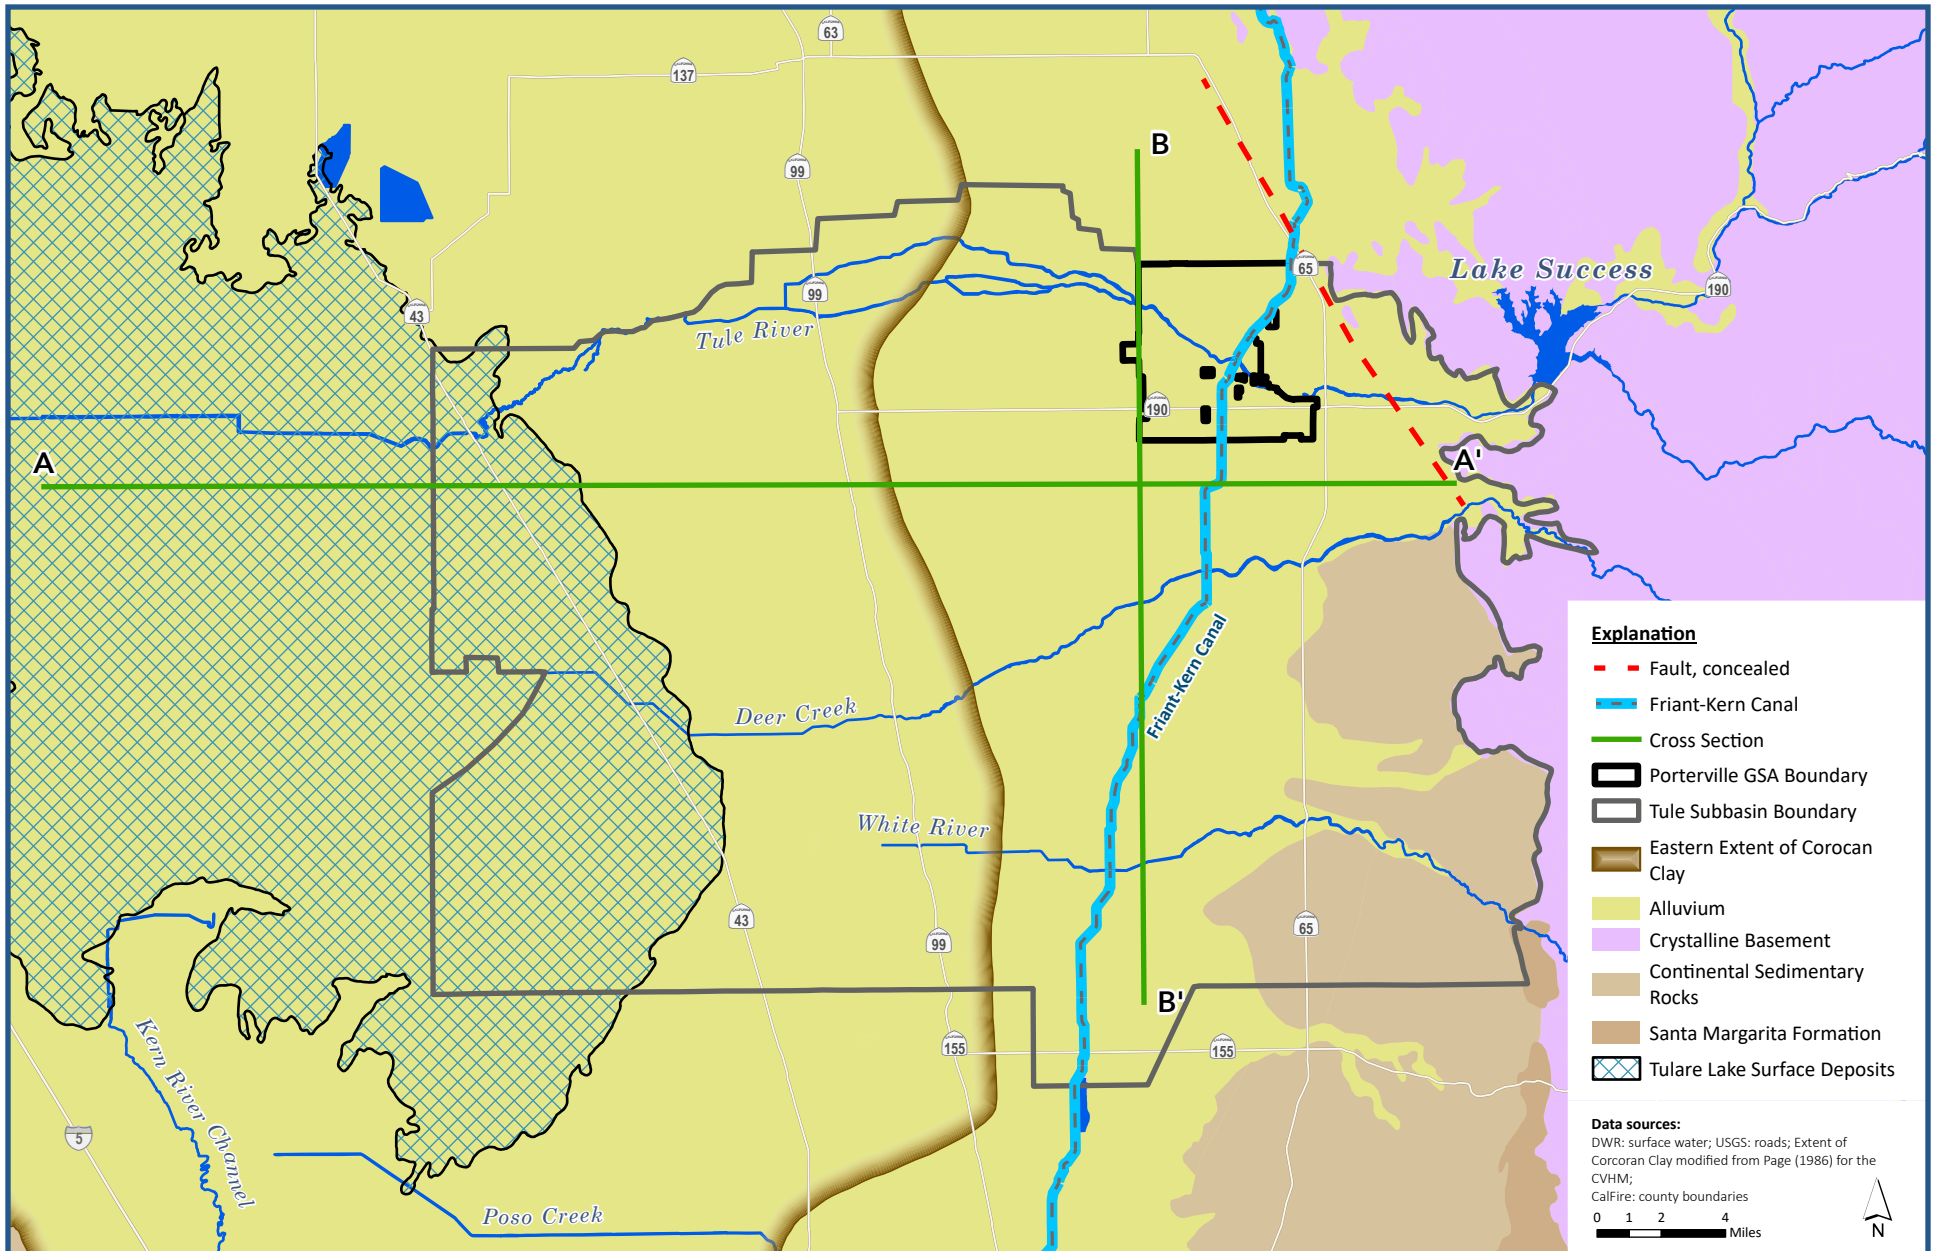 63
137
B
99
Lake Success
65
190
99
43
Tule River
190
A
A'
Friant-Kern Canal
Deer Creek
White River
43
99
65
B'
155
155
Kern River Channel
5
Poso Creek
Explanation
Fault, concealed
Friant-Kern Canal
Cross Section
Porterville GSA Boundary
Tule Subbasin Boundary
Eastern Extent of Corocan
Clay
Alluvium
Crystalline Basement
Continental Sedimentary
Rocks
Santa Margarita Formation
Tulare Lake Surface Deposits
Data sources:
DWR: surface water; USGS: roads; Extent of
Corcoran Clay modified from Page (1986) for the
CVHM;
CalFire: county boundaries
0 1 2 4
Miles
N